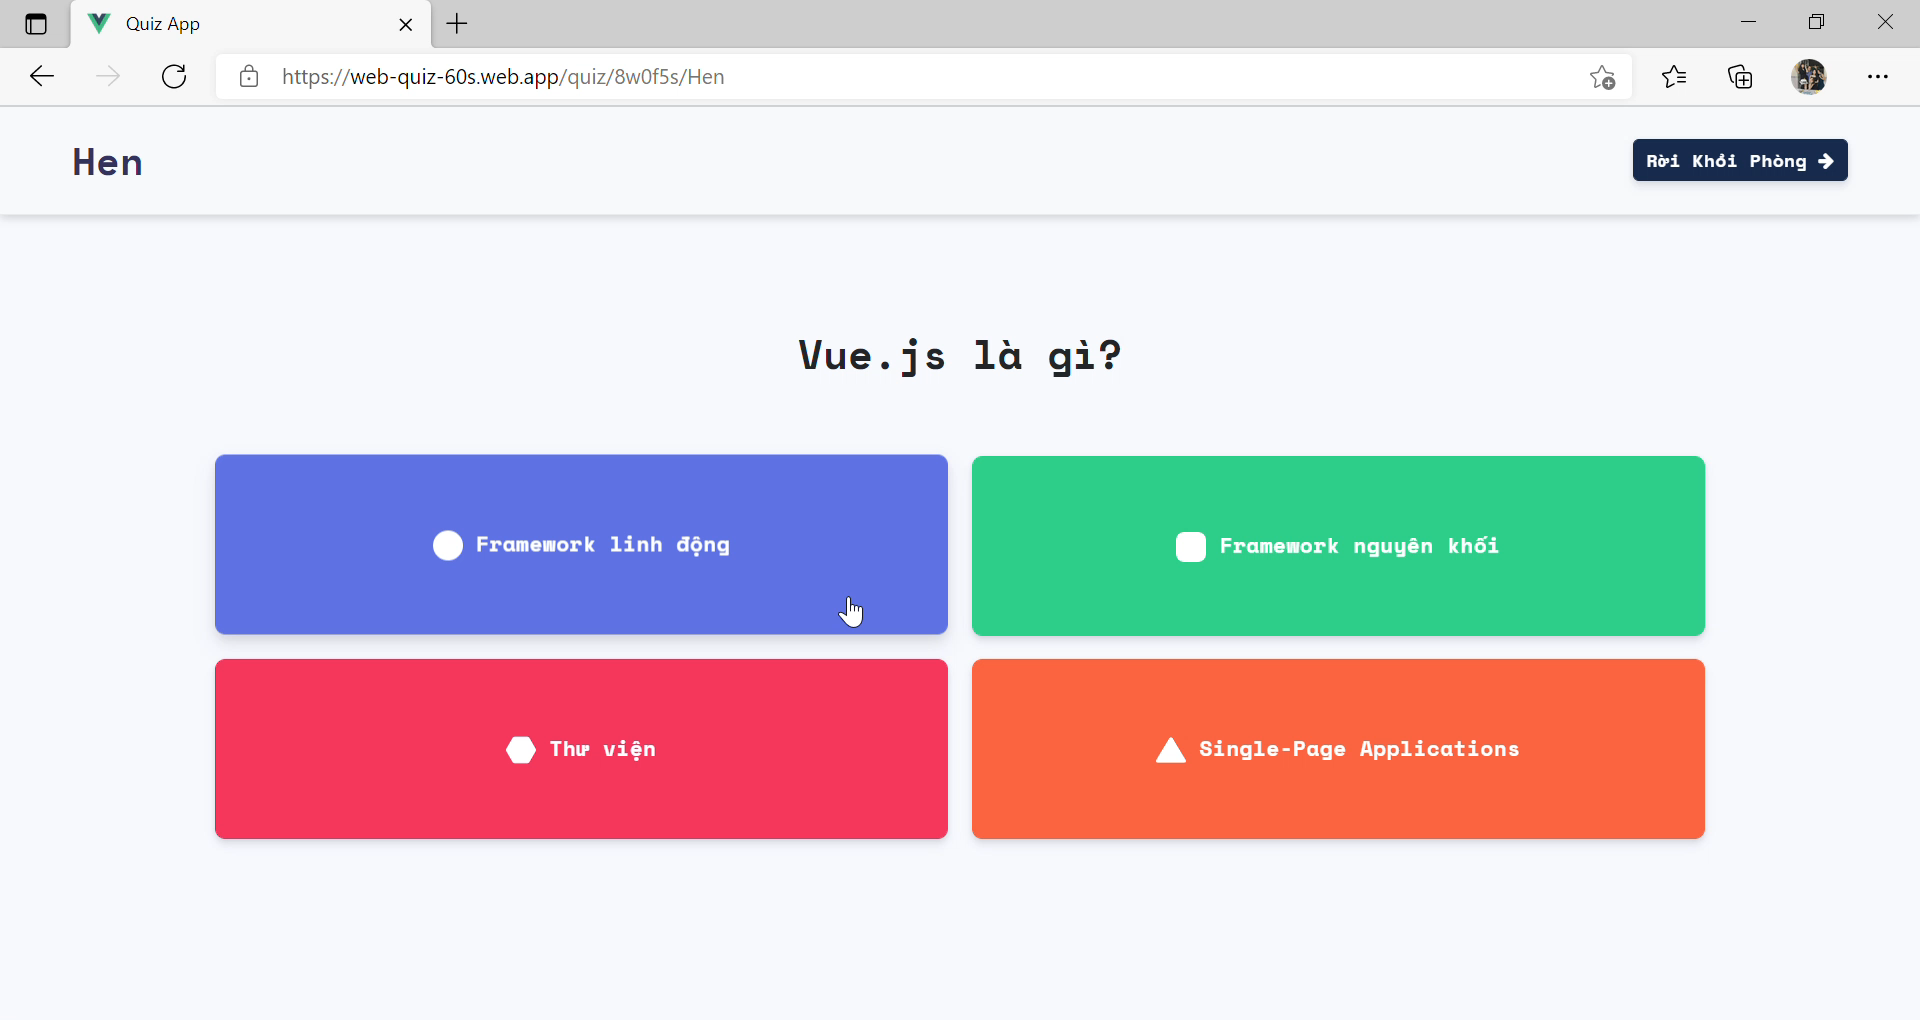 Quiz App
https://web-quiz-60s.web.app/quiz/8w0f5s/Hen
Hen
Rời Khỏi Phòng
Vue.js là gì?
Framework linh động
Framework nguyên khối
Thư viện
Single-Page Applications